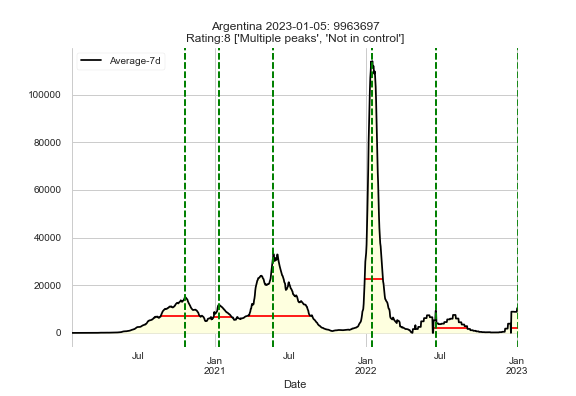 Argentina 2023-01-05: 9963697
Rating:8 ['Multiple peaks', 'Not in control']
Average-7d
100000
80000
60000
40000
20000
0
Jul
Jan
2021
Jul
Jan
2022
Jul
Jan
2023
Date